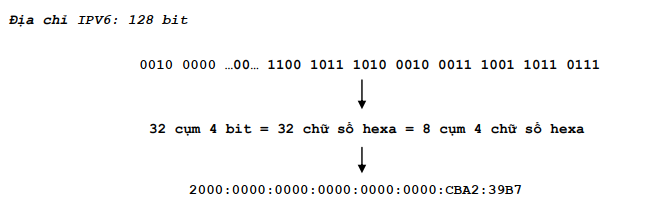 Địa chỉ IPV6: 128 bit
0010 0000 …00… 1100 1011 1010 0010 0011 1001 1011 0111
32 cụm 4 bit = 32 chữ số hexa = 8 cụm 4 chữ số hexa
2000:0000:0000:0000:0000:0000:CBA2:39B7